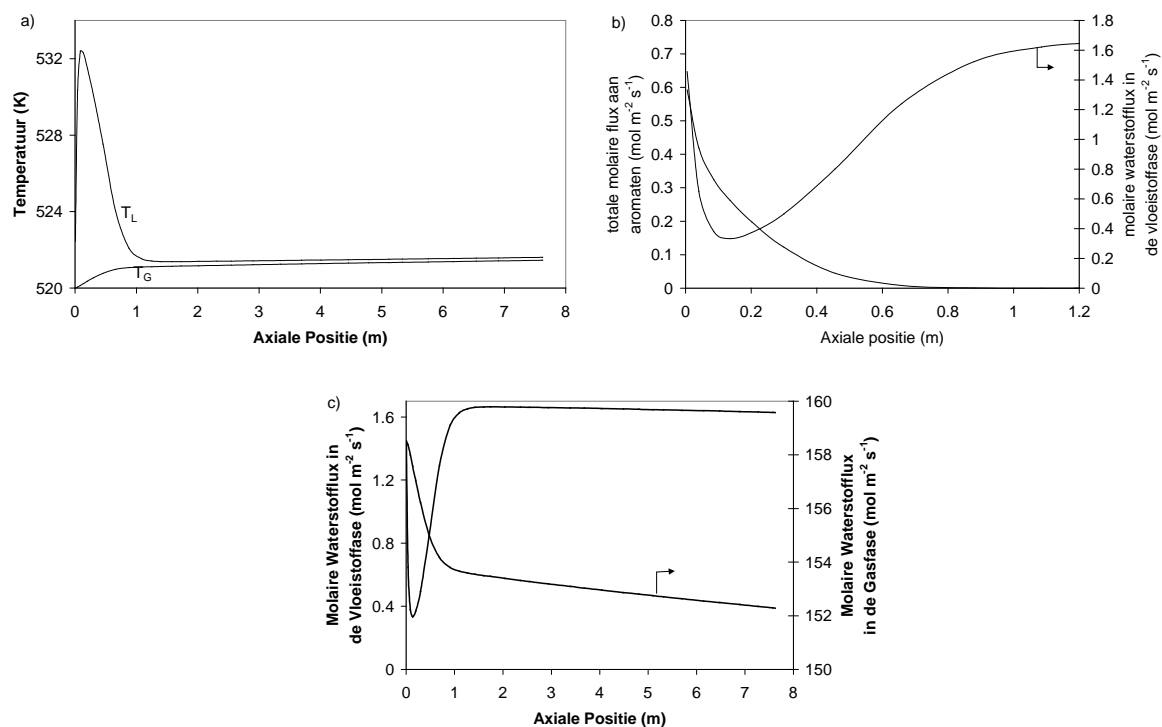 a)
532
528
524
520
Temperatuur (K)
T_L
T_G
0 1 2 3 4 5 6 7 8
Axiale Positie (m)
b)
0.8
0.7
0.6
0.5
0.4
0.3
0.2
0.1
0
totale molaire flux aan
aromaten (mol m⁻² s⁻¹)
1.8
1.6
1.4
1.2
1
0.8
0.6
0.4
0.2
0
molaire waterstofflux in
de vloeistoffase (mol m⁻² s⁻¹)
0 0.2 0.4 0.6 0.8 1 1.2
Axiale positie (m)
c)
1.6
1.2
0.8
0.4
0
Molaire Waterstofflux in
de Vloeistoffase (mol m⁻² s⁻¹)
160
158
156
154
152
150
Molaire Waterstofflux
in de Gasfase (mol m⁻² s⁻¹)
0 1 2 3 4 5 6 7 8
Axiale Positie (m)